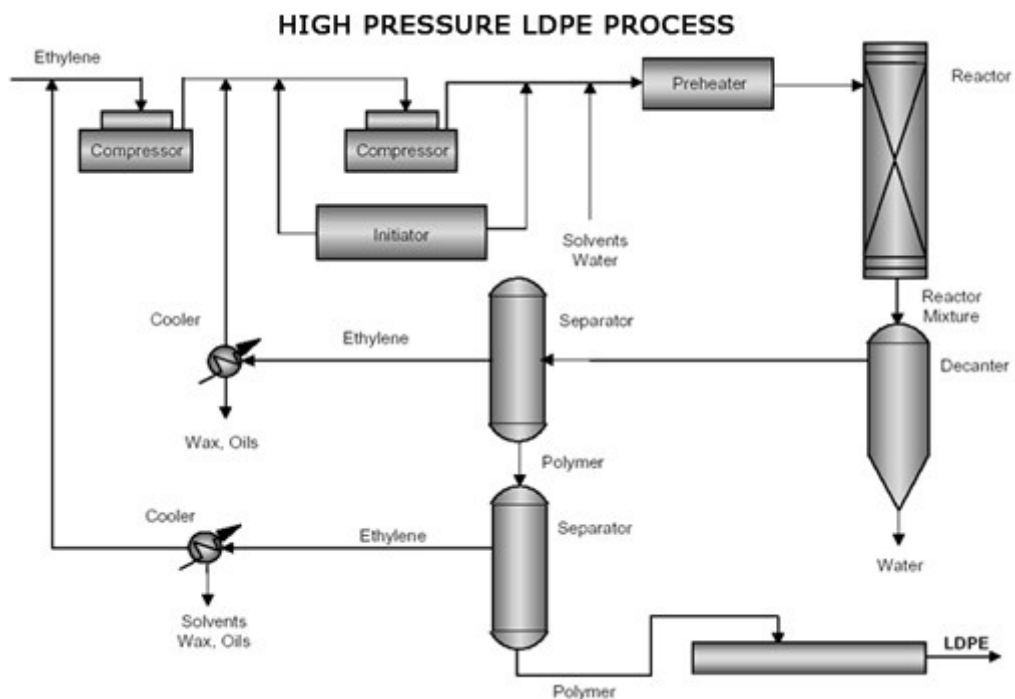 HIGH PRESSURE LDPE PROCESS
Ethylene
Compressor
Compressor
Preheater
Reactor
Initiator
Solvents
Water
Reactor
Mixture
Cooler
Ethylene
Separator
Decanter
Wax, Oils
Polymer
Cooler
Ethylene
Separator
Water
Solvents
Wax, Oils
LDPE
Polymer